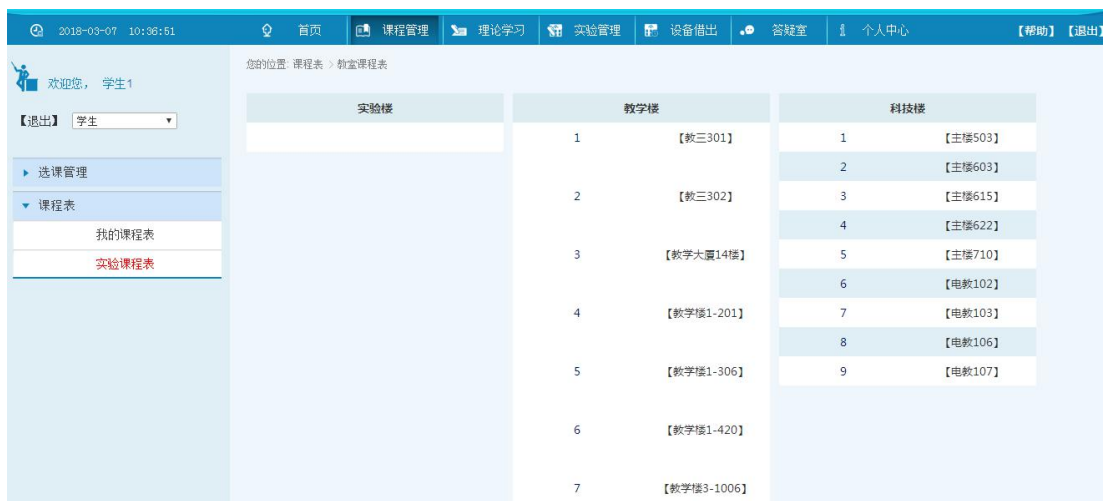 2018-03-07 10:36:51 首页 课程管理 理论学习 实验管理 设备借出 答疑室 个人中心 【帮助】 【退出】
欢迎您, 学生1
【退出】 学生
选课管理
课程表
我的课程表
实验课程表
您的位置: 课程表 > 教室课程表
实验楼
教学楼
1 【教三301】
2 【教三302】
3 【教学大厦14楼】
4 【教学楼1-201】
5 【教学楼1-306】
6 【教学楼1-420】
7 【教学楼3-1006】
科技楼
1 【主楼503】
2 【主楼603】
3 【主楼615】
4 【主楼622】
5 【主楼710】
6 【电教102】
7 【电教103】
8 【电教106】
9 【电教107】